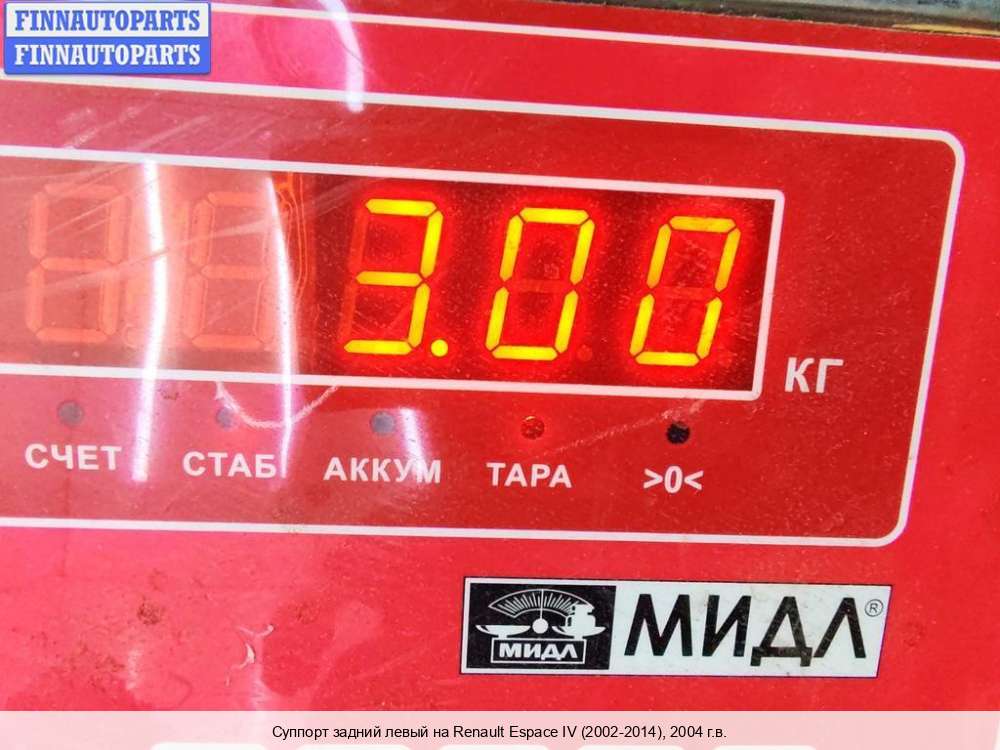 FINNAUTOPARTS
FINNAUTOPARTS
3.00
КГ
СЧЕТ СТАБ АККУМ ТАРА >0<
МИДЛ МИДЛ®
Суппорт задний левый на Renault Espace IV (2002-2014), 2004 г.в.